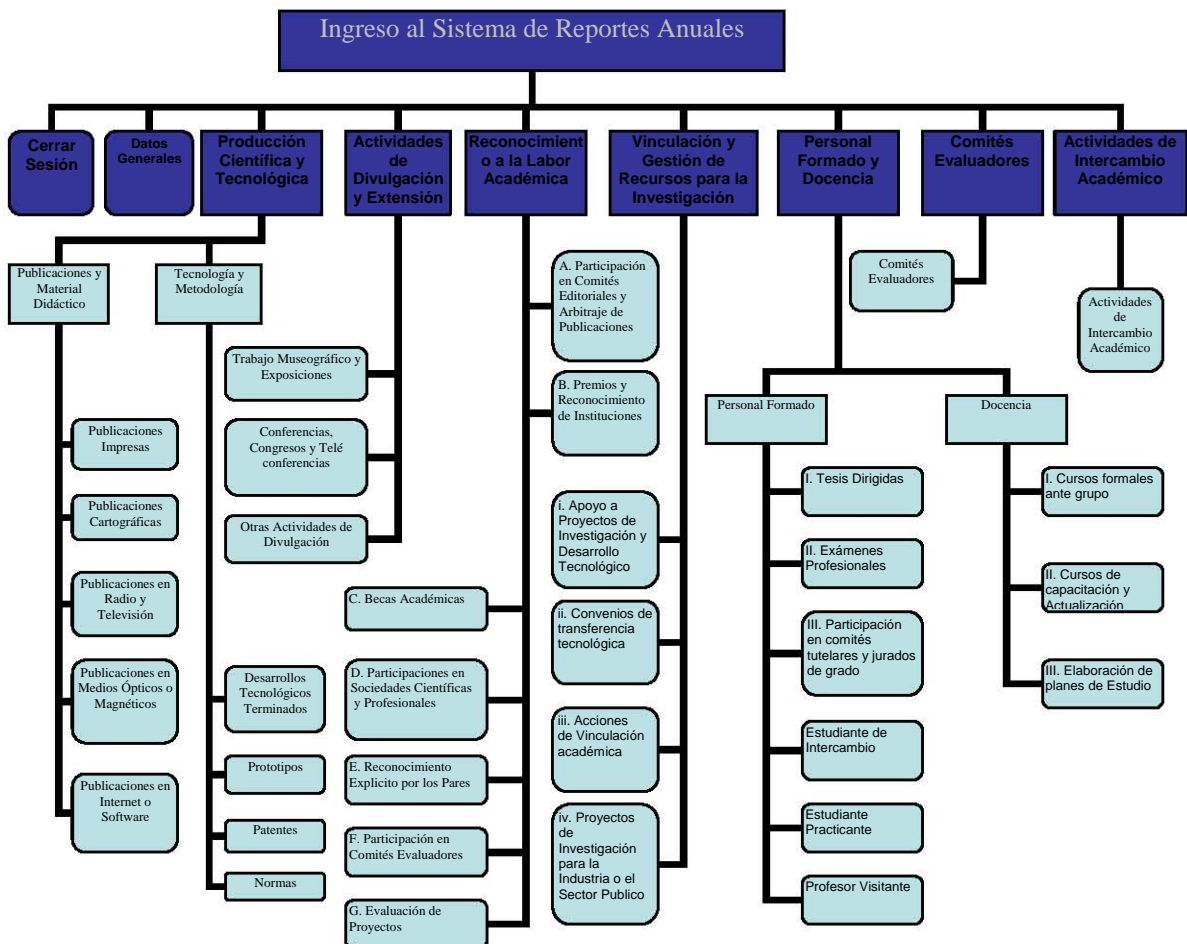 Ingreso al Sistema de Reportes Anuales
Cerrar
Sesión
Datos
Generales
Producción
Científica y
Tecnológica
Actividades
de
Divulgación
y Extensión
Reconocimient
o a la Labor
Académica
Vinculación y
Gestión de
Recursos para la
Investigación
Personal
Formado y
Docencia
Comités
Evaluadores
Actividades de
Intercambio
Académico
Publicaciones y
Material
Didáctico
Publicaciones
Impresas
Publicaciones
Cartográficas
Publicaciones en
Radio y
Televisión
Publicaciones en
Medios Ópticos o
Magnéticos
Publicaciones en
Internet o
Software
Tecnología y
Metodología
Desarrollos
Tecnológicos
Terminados
Prototipos
Patentes
Normas
Trabajo Museográfico y
Exposiciones
Conferencias,
Congresos y Telé
conferencias
Otras Actividades de
Divulgación
A. Participación
en Comités
Editoriales y
Arbitraje de
Publicaciones
B. Premios y
Reconocimiento
de Instituciones
C. Becas Académicas
D. Participaciones en
Sociedades Científicas
y Profesionales
E. Reconocimiento
Explicito por los Pares
F. Participación en
Comités Evaluadores
G. Evaluación de
Proyectos
i. Apoyo a
Proyectos de
Investigación y
Desarrollo
Tecnológico
ii. Convenios de
transferencia
tecnológica
iii. Acciones
de Vinculación
académica
iv. Proyectos
de
Investigación
para la
Industria o el
Sector Publico
Personal Formado
I. Tesis Dirigidas
II. Exámenes
Profesionales
III. Participación
en comités
tutelares y jurados
de grado
Estudiante de
Intercambio
Estudiante
Practicante
Profesor Visitante
Docencia
I. Cursos formales
ante grupo
II. Cursos de
capacitación y
Actualización
III. Elaboración de
planes de Estudio
Comités
Evaluadores
Actividades
de
Intercambio
Académico